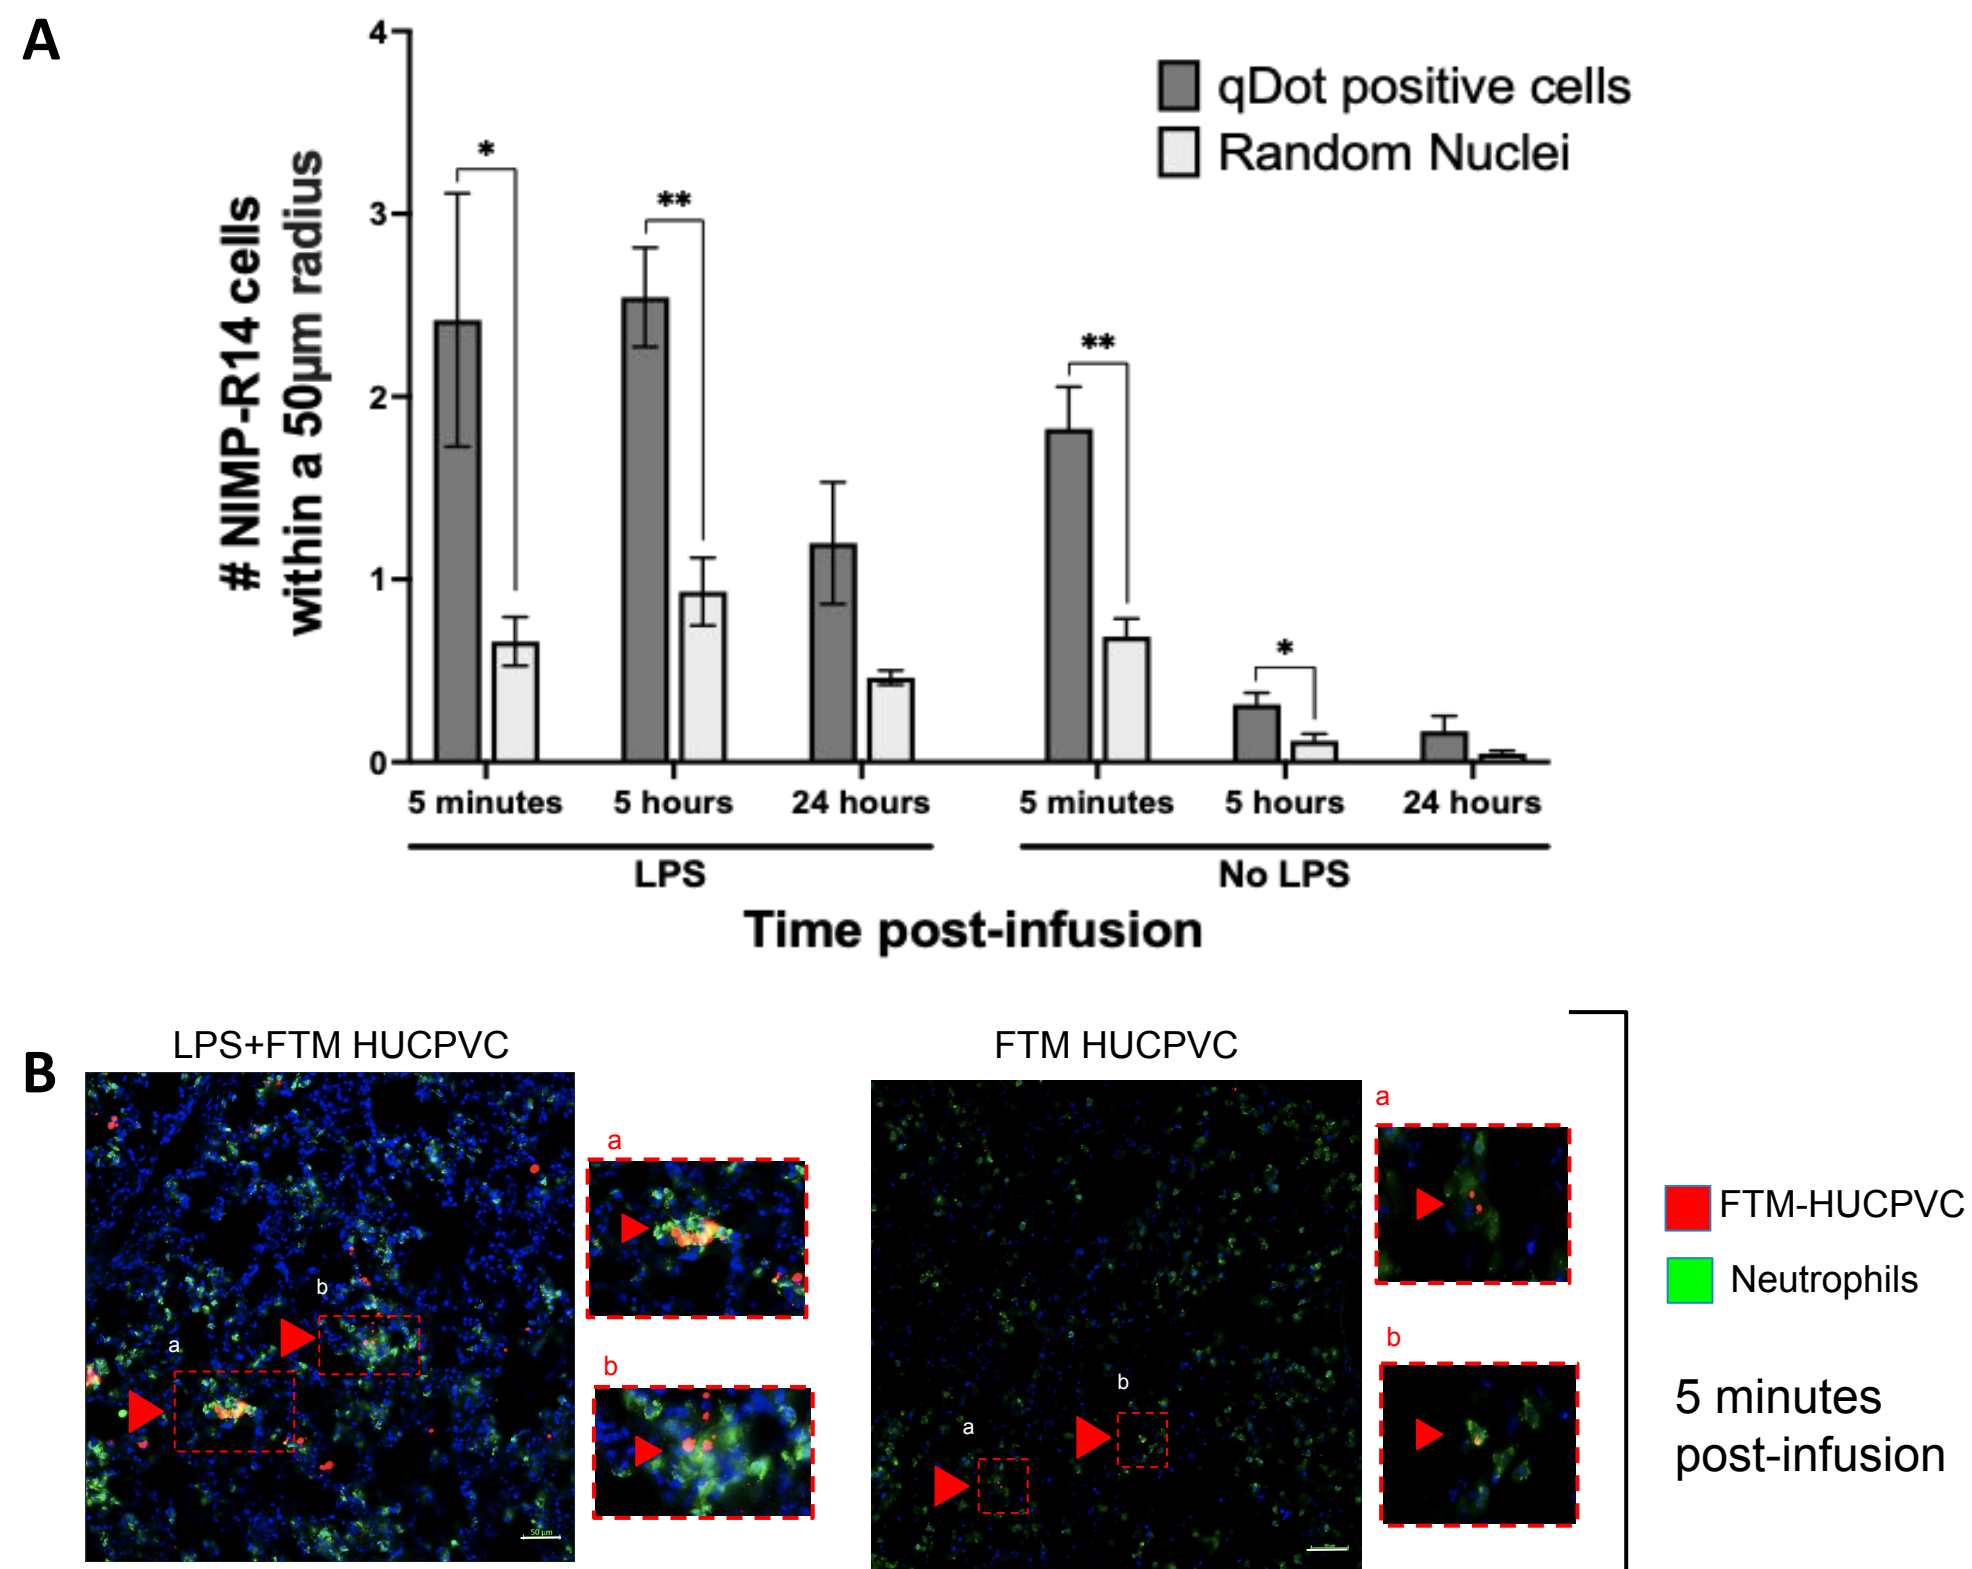 A
4
3
2
1
0
# NIMP-R14 cells
within a 50μm radius
qDot positive cells
Random Nuclei
*
**
**
*
5 minutes
5 hours
24 hours
5 minutes
5 hours
24 hours
LPS
No LPS
Time post-infusion
B
LPS+FTM HUCPVC
a
b
50 μm
a
b
FTM HUCPVC
a
b
a
b
FTM-HUCPVC
Neutrophils
5 minutes
post-infusion